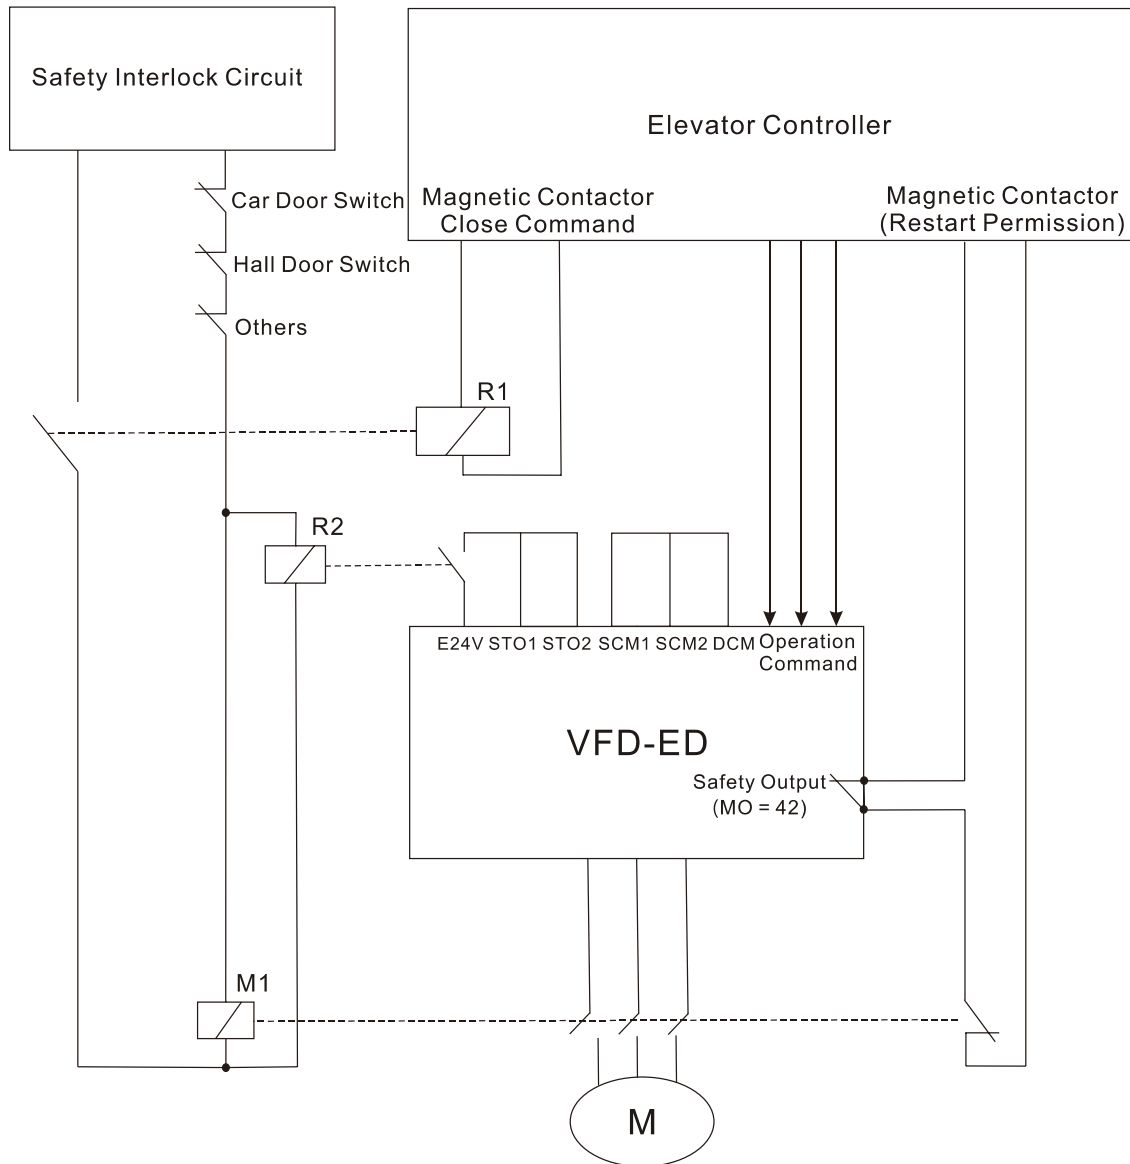 Safety Interlock Circuit
Elevator Controller
Magnetic Contactor
Close Command
Magnetic Contactor
(Restart Permission)
Car Door Switch
Hall Door Switch
Others
R1
R2
E24V STO1 STO2 SCM1 SCM2 DCM Operation
Command
VFD-ED
Safety Output
(MO = 42)
M1
M